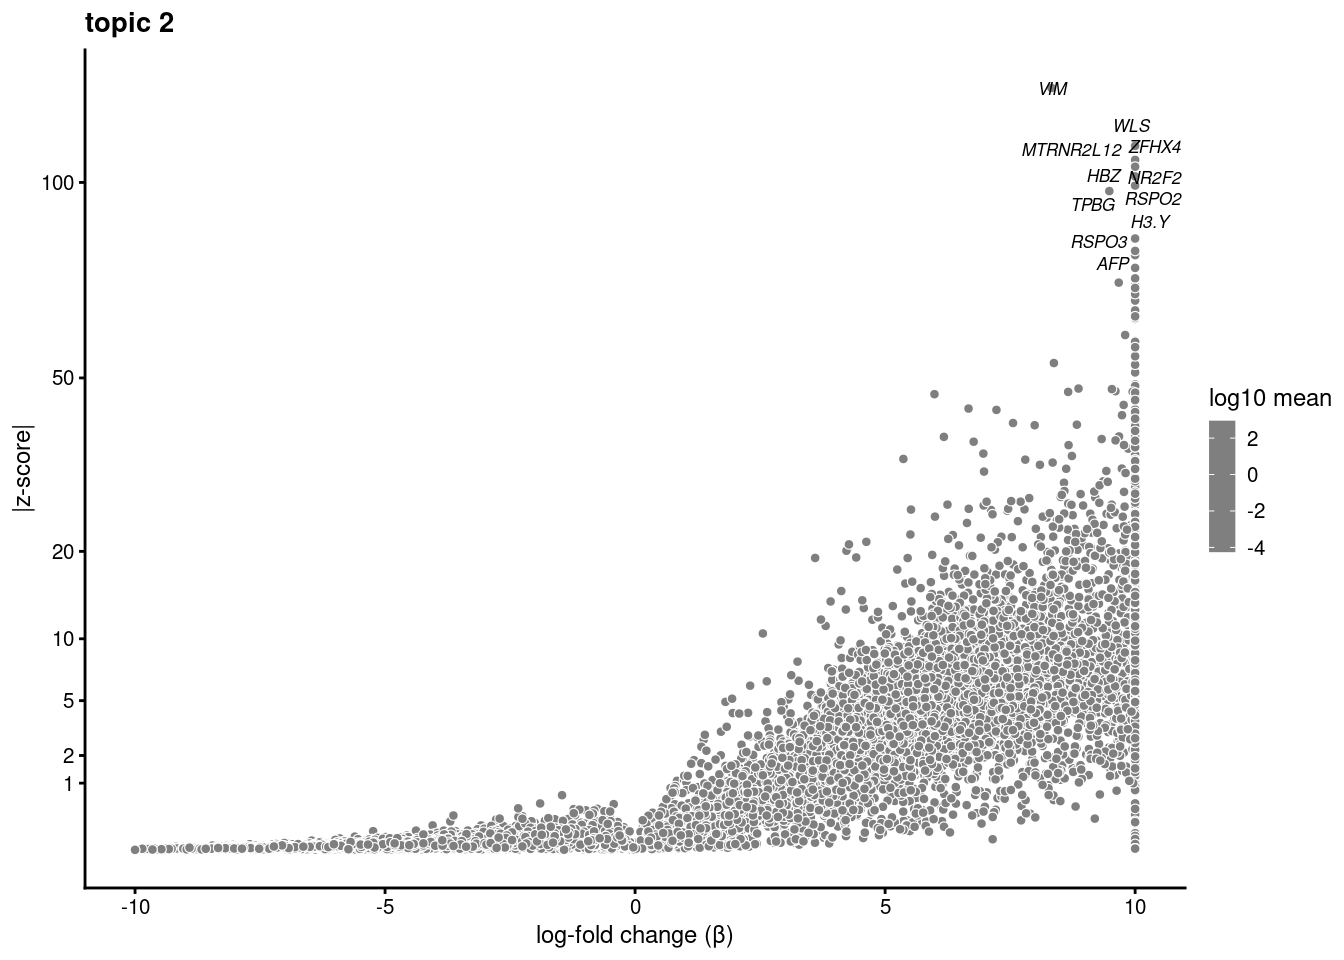 topic 2
VIM
WLS
MTRNR2L12 ZFHX4
HBZ NR2F2
TPBG RSPO2
H3.Y
RSPO3
AFP
|z-score|
100
50
20
10
5
2
1
-10 -5 0 5 10
log-fold change (β)
log10 mean
2
0
-2
-4